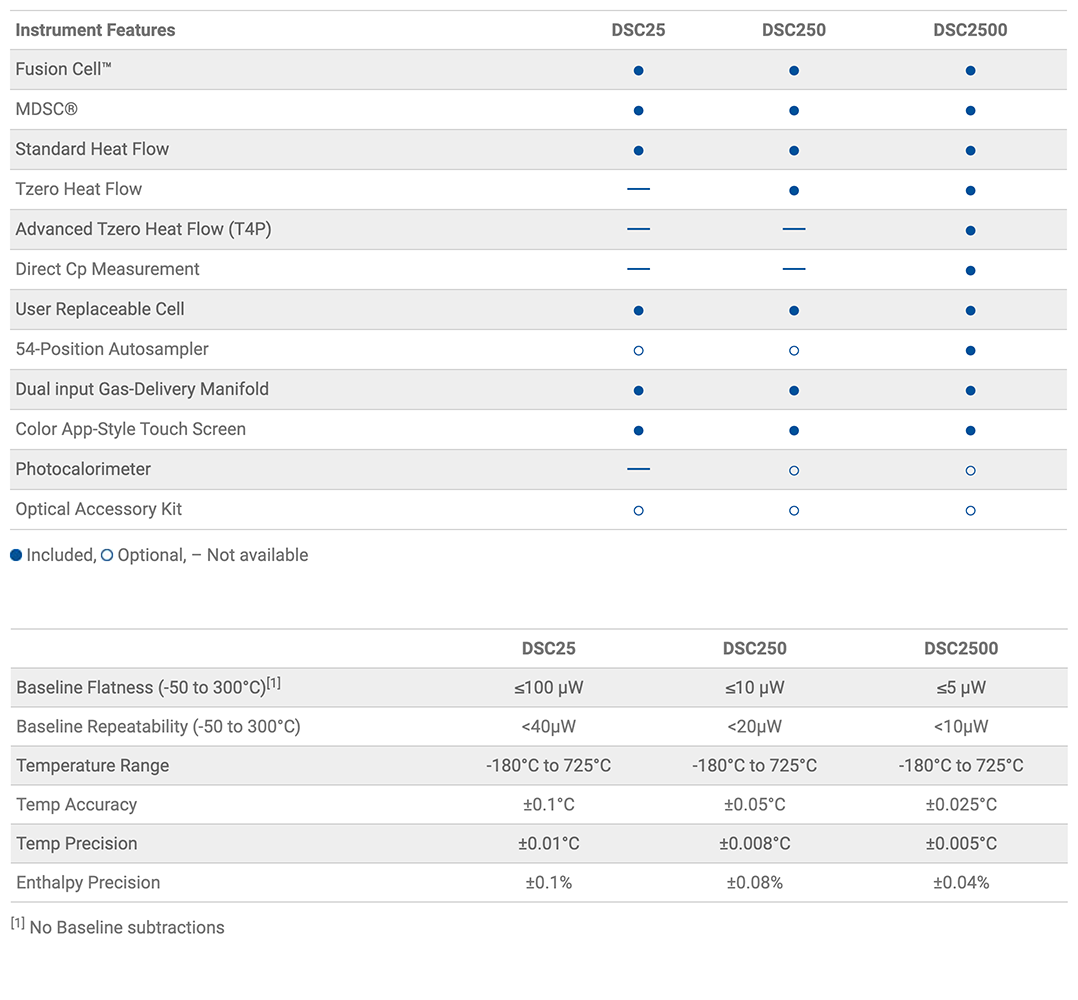 Instrument Features DSC25 DSC250 DSC2500
Fusion Cell™ ● ● ●
MDSC® ● ● ●
Standard Heat Flow ● ● ●
Tzero Heat Flow — ● ●
Advanced Tzero Heat Flow (T4P) — — ●
Direct Cp Measurement — — ●
User Replaceable Cell ● ● ●
54-Position Autosampler ○ ○ ●
Dual input Gas-Delivery Manifold ● ● ●
Color App-Style Touch Screen ● ● ●
Photocalorimeter — ○ ○
Optical Accessory Kit ○ ○ ○
● Included, ○ Optional, – Not available
DSC25 DSC250 DSC2500
Baseline Flatness (-50 to 300°C)[1] ≤100 μW ≤10 μW ≤5 μW
Baseline Repeatability (-50 to 300°C) <40μW <20μW <10μW
Temperature Range -180°C to 725°C -180°C to 725°C -180°C to 725°C
Temp Accuracy ±0.1°C ±0.05°C ±0.025°C
Temp Precision ±0.01°C ±0.008°C ±0.005°C
Enthalpy Precision ±0.1% ±0.08% ±0.04%
[1] No Baseline subtractions